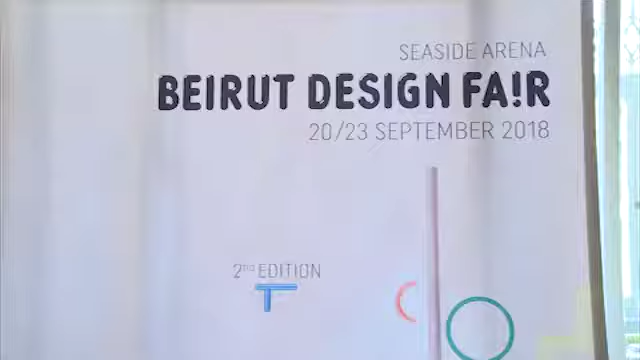 SEASIDE ARENA
BEIRUT DESIGN FA!R
20/23 SEPTEMBER 2018
2nd EDITION